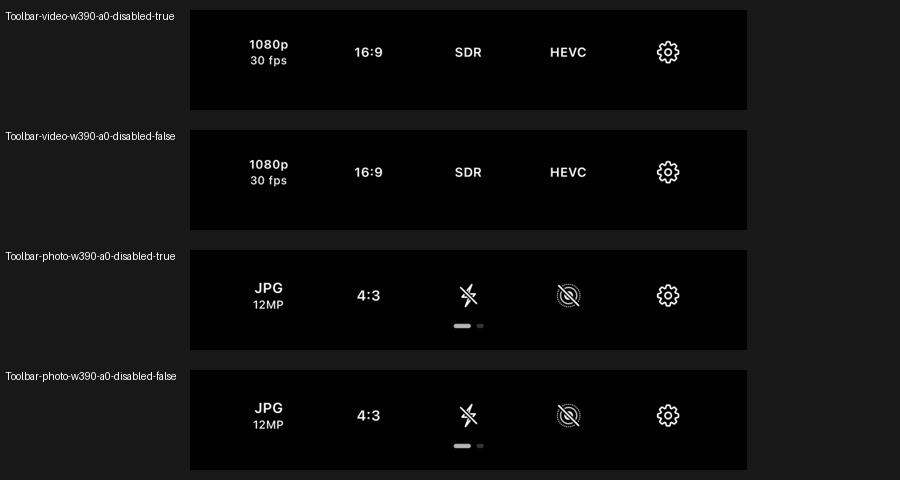 Toolbar-video-w390-a0-disabled-true
1080p
30 fps
16:9
SDR
HEVC
Toolbar-video-w390-a0-disabled-false
1080p
30 fps
16:9
SDR
HEVC
Toolbar-photo-w390-a0-disabled-true
JPG
12MP
4:3
Toolbar-photo-w390-a0-disabled-false
JPG
12MP
4:3